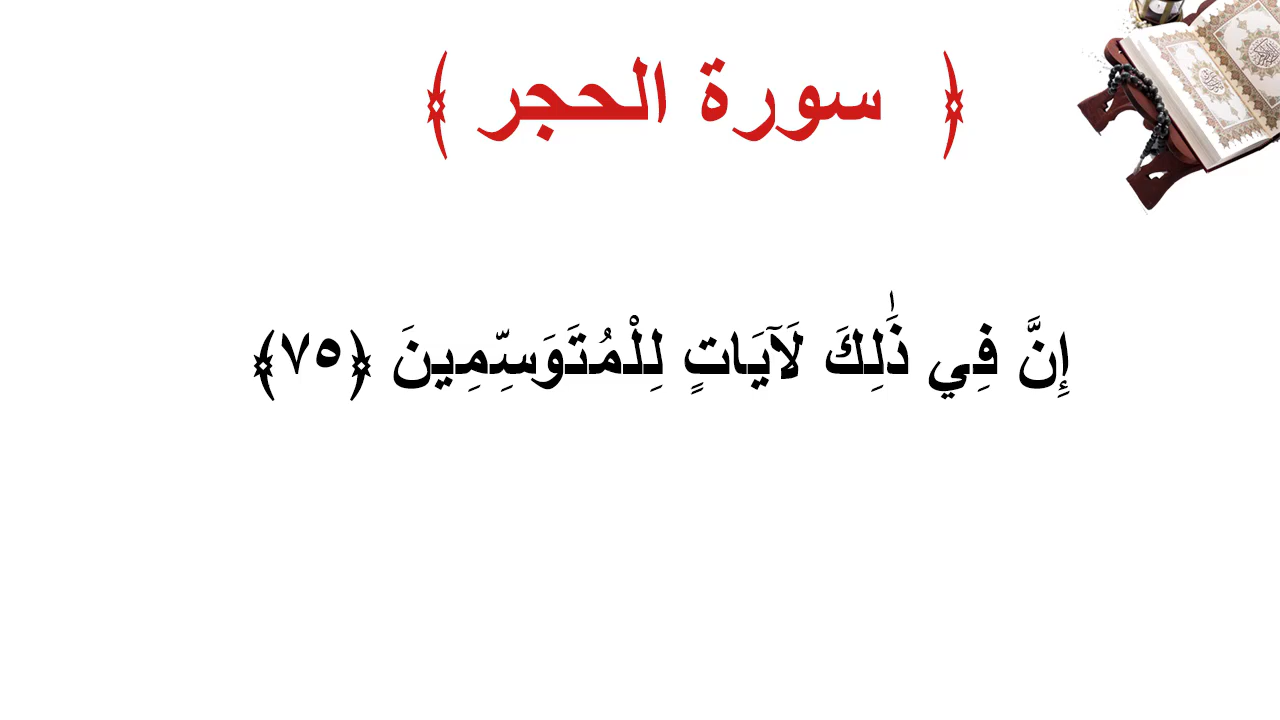 ﴿ سورة الحجر ﴾
إِنَّ فِي ذَٰلِكَ لَآيَاتٍ لِلْمُتَوَسِّمِينَ ﴿٧٥﴾